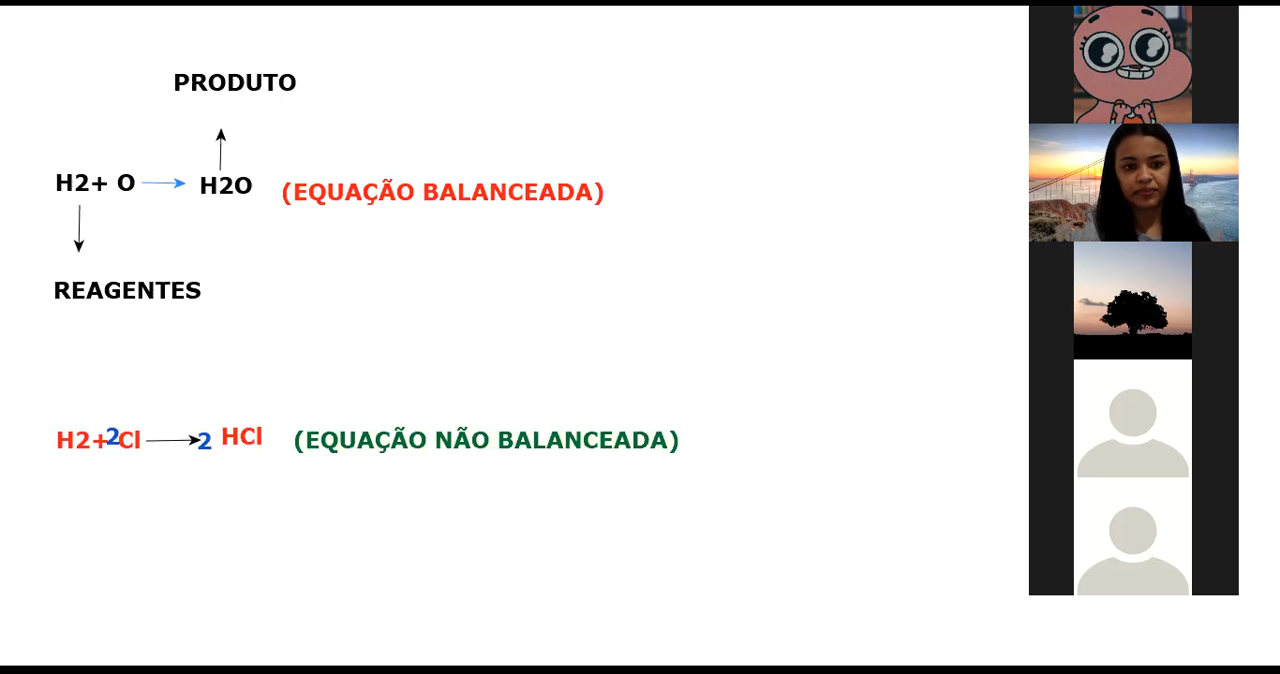 PRODUTO
H2+ O → H2O (EQUAÇÃO BALANCEADA)
REAGENTES
H2+2Cl → 2 HCl (EQUAÇÃO NÃO BALANCEADA)